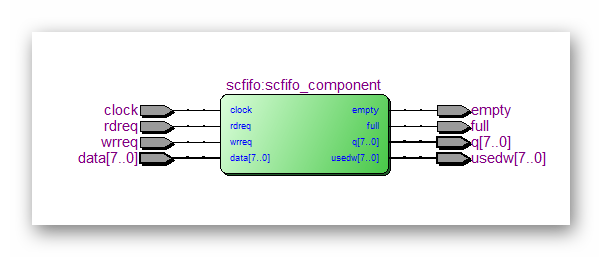 scfifo:scfifo_component
clock clock empty empty
rdreq rdreq full full
wrreq wrreq q[7..0] q[7..0]
data[7..0] data[7..0] usedw[7..0] usedw[7..0]